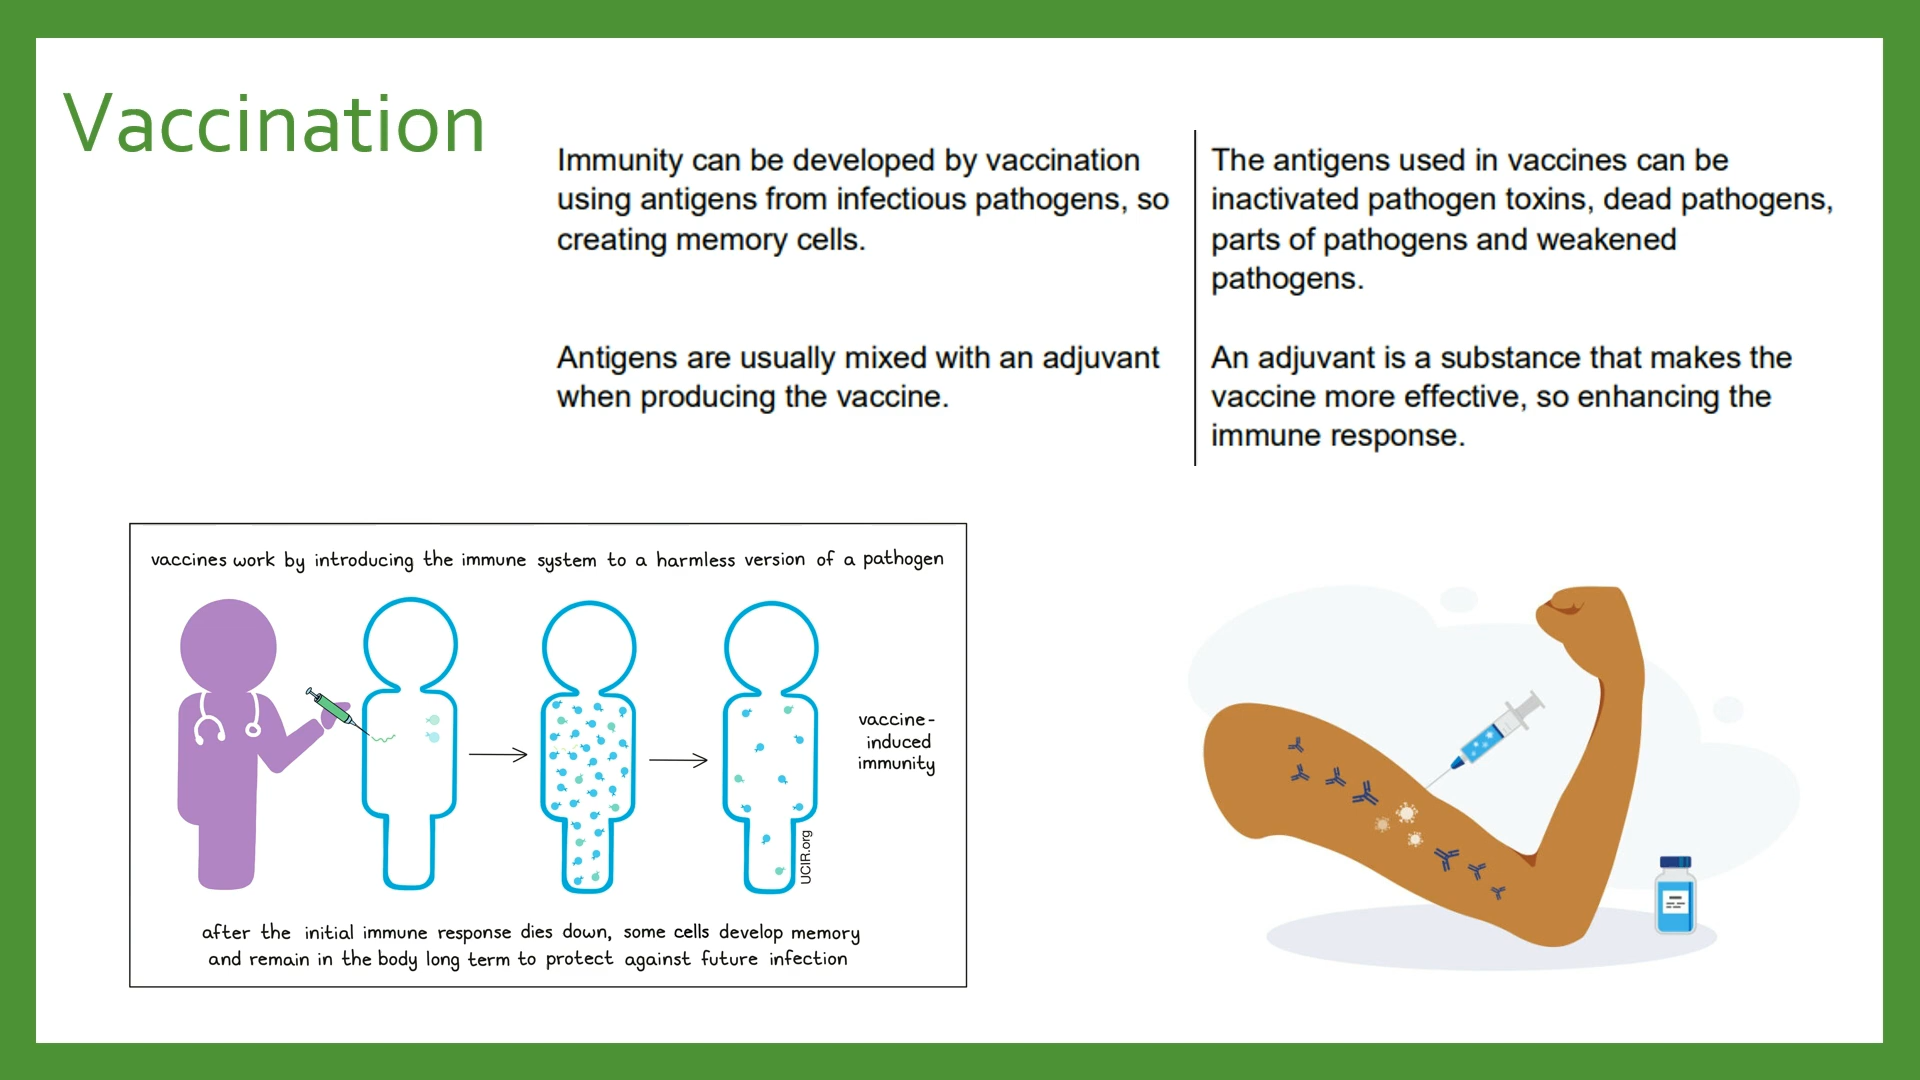 Vaccination
Immunity can be developed by vaccination
using antigens from infectious pathogens, so
creating memory cells.
The antigens used in vaccines can be
inactivated pathogen toxins, dead pathogens,
parts of pathogens and weakened
pathogens.
Antigens are usually mixed with an adjuvant
when producing the vaccine.
An adjuvant is a substance that makes the
vaccine more effective, so enhancing the
immune response.
vaccines work by introducing the immune system to a harmless version of a pathogen
vaccine-
induced
immunity
UCIR.org
after the initial immune response dies down, some cells develop memory
and remain in the body long term to protect against future infection